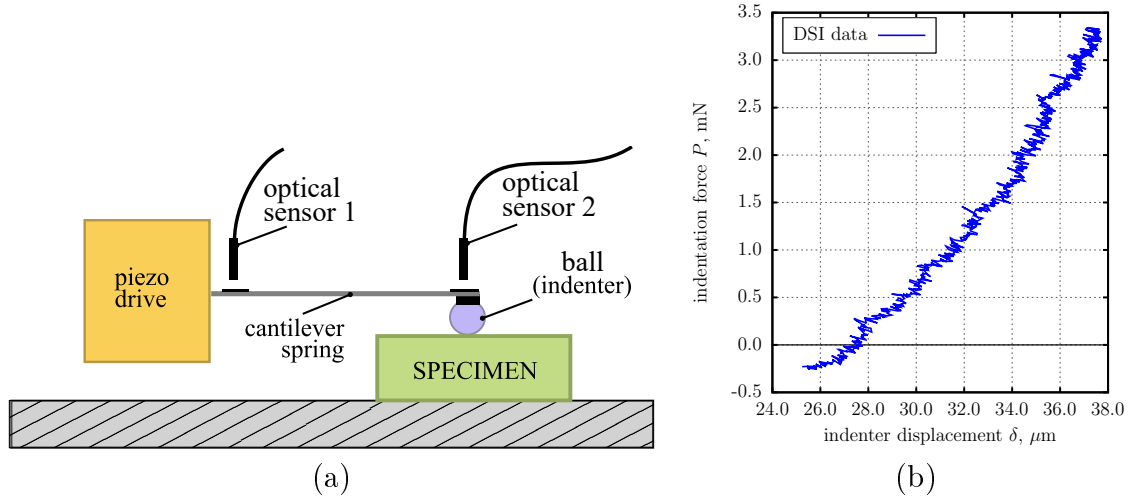 optical
sensor 1
optical
sensor 2
piezo
drive
ball
(indenter)
cantilever
spring
SPECIMEN
(a)
DSI data
indentation force P, mN
3.5
3.0
2.5
2.0
1.5
1.0
0.5
0.0
-0.5
24.0 26.0 28.0 30.0 32.0 34.0 36.0 38.0
indenter displacement δ, μm
(b)